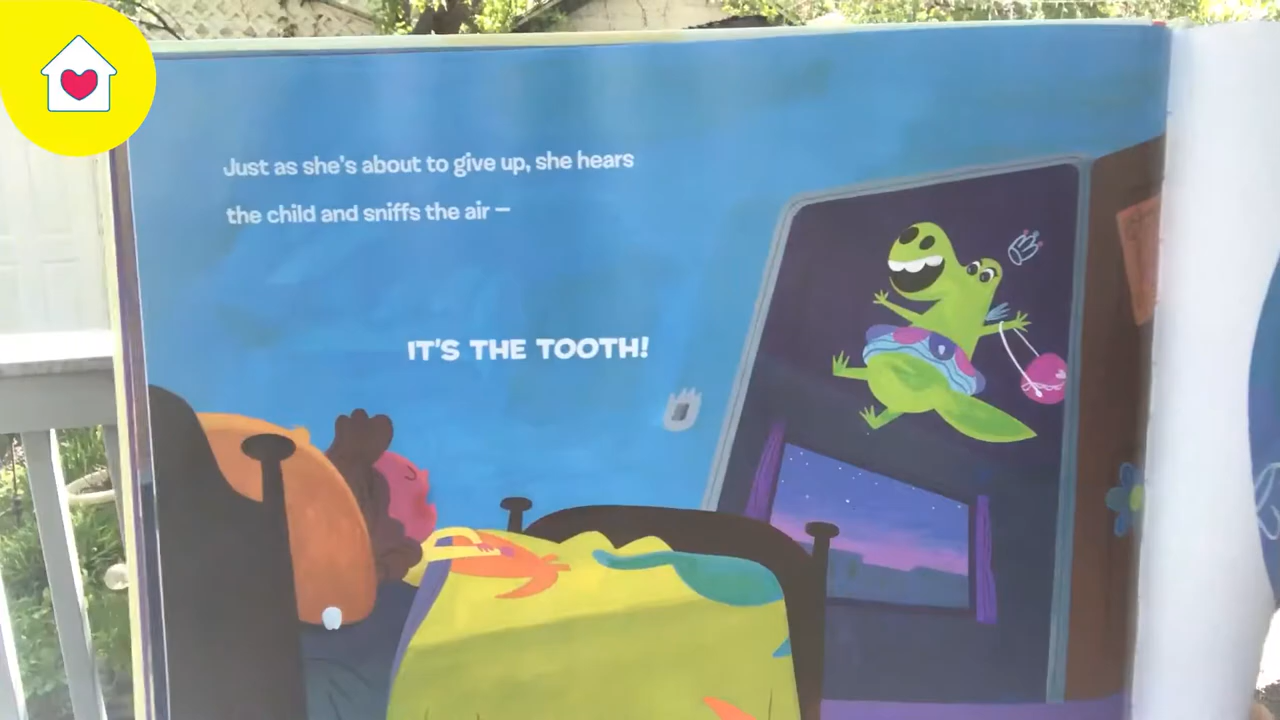 Just as she's about to give up, she hears
the child and sniffs the air —
IT'S THE TOOTH!